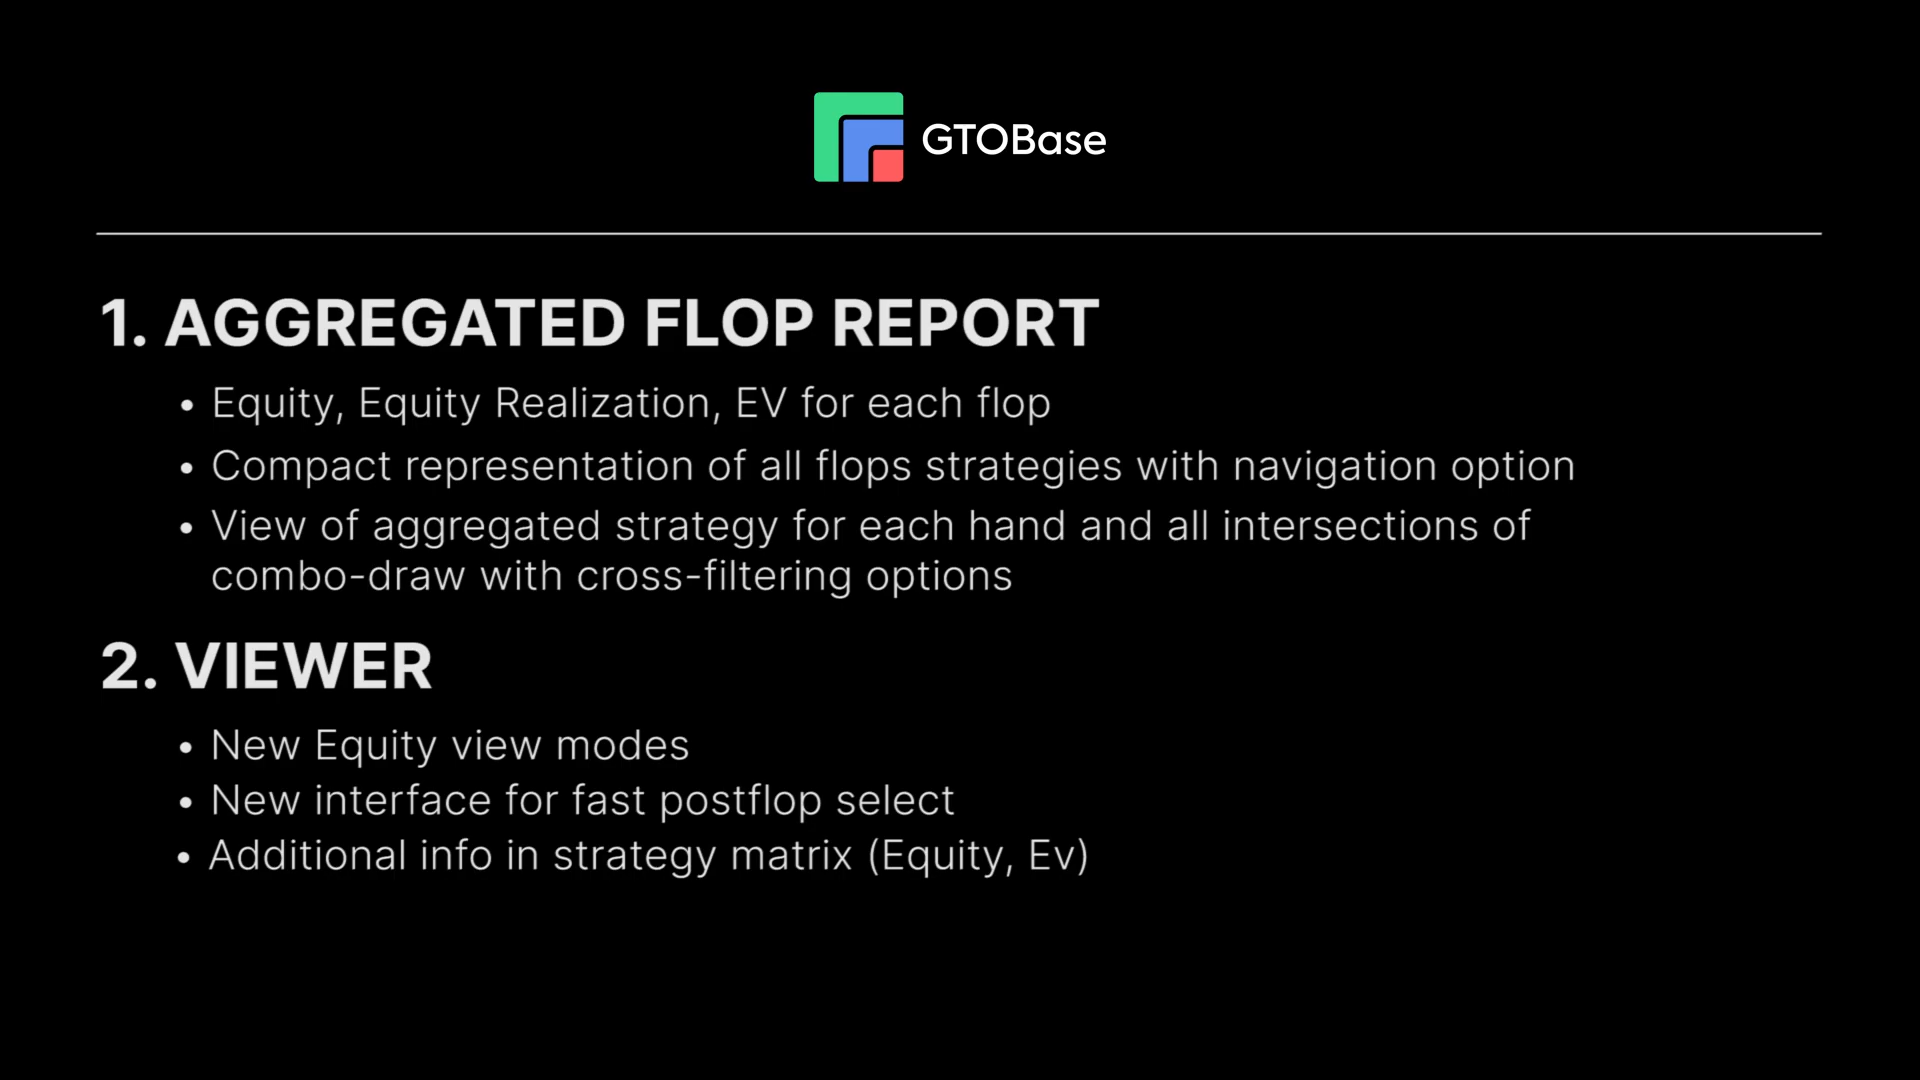 GTOBase
1. AGGREGATED FLOP REPORT
• Equity, Equity Realization, EV for each flop
• Compact representation of all flops strategies with navigation option
• View of aggregated strategy for each hand and all intersections of
combo-draw with cross-filtering options
2. VIEWER
• New Equity view modes
• New interface for fast postflop select
• Additional info in strategy matrix (Equity, Ev)